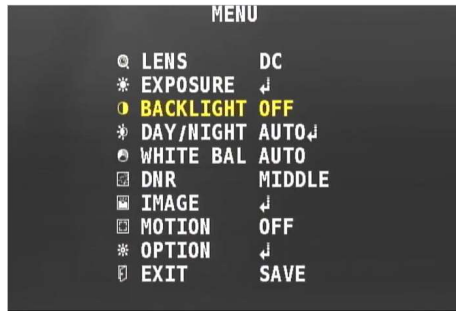 MENU
LENS DC
EXPOSURE ↲
BACKLIGHT OFF
DAY/NIGHT AUTO↲
WHITE BAL AUTO
DNR MIDDLE
IMAGE ↲
MOTION OFF
OPTION ↲
EXIT SAVE